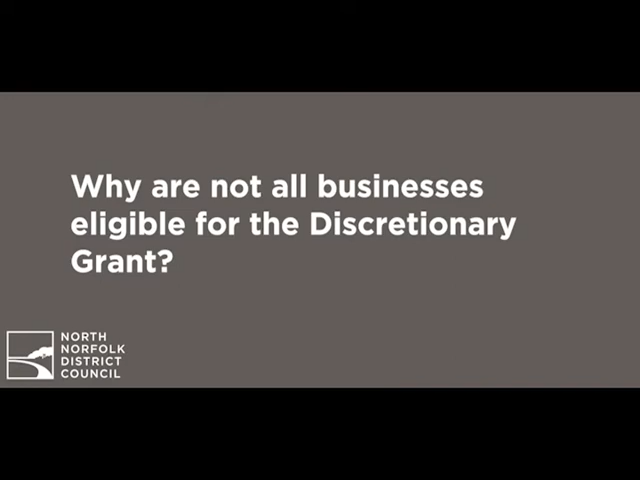 Why are not all businesses
eligible for the Discretionary
Grant?
NORTH
NORFOLK
DISTRICT
COUNCIL